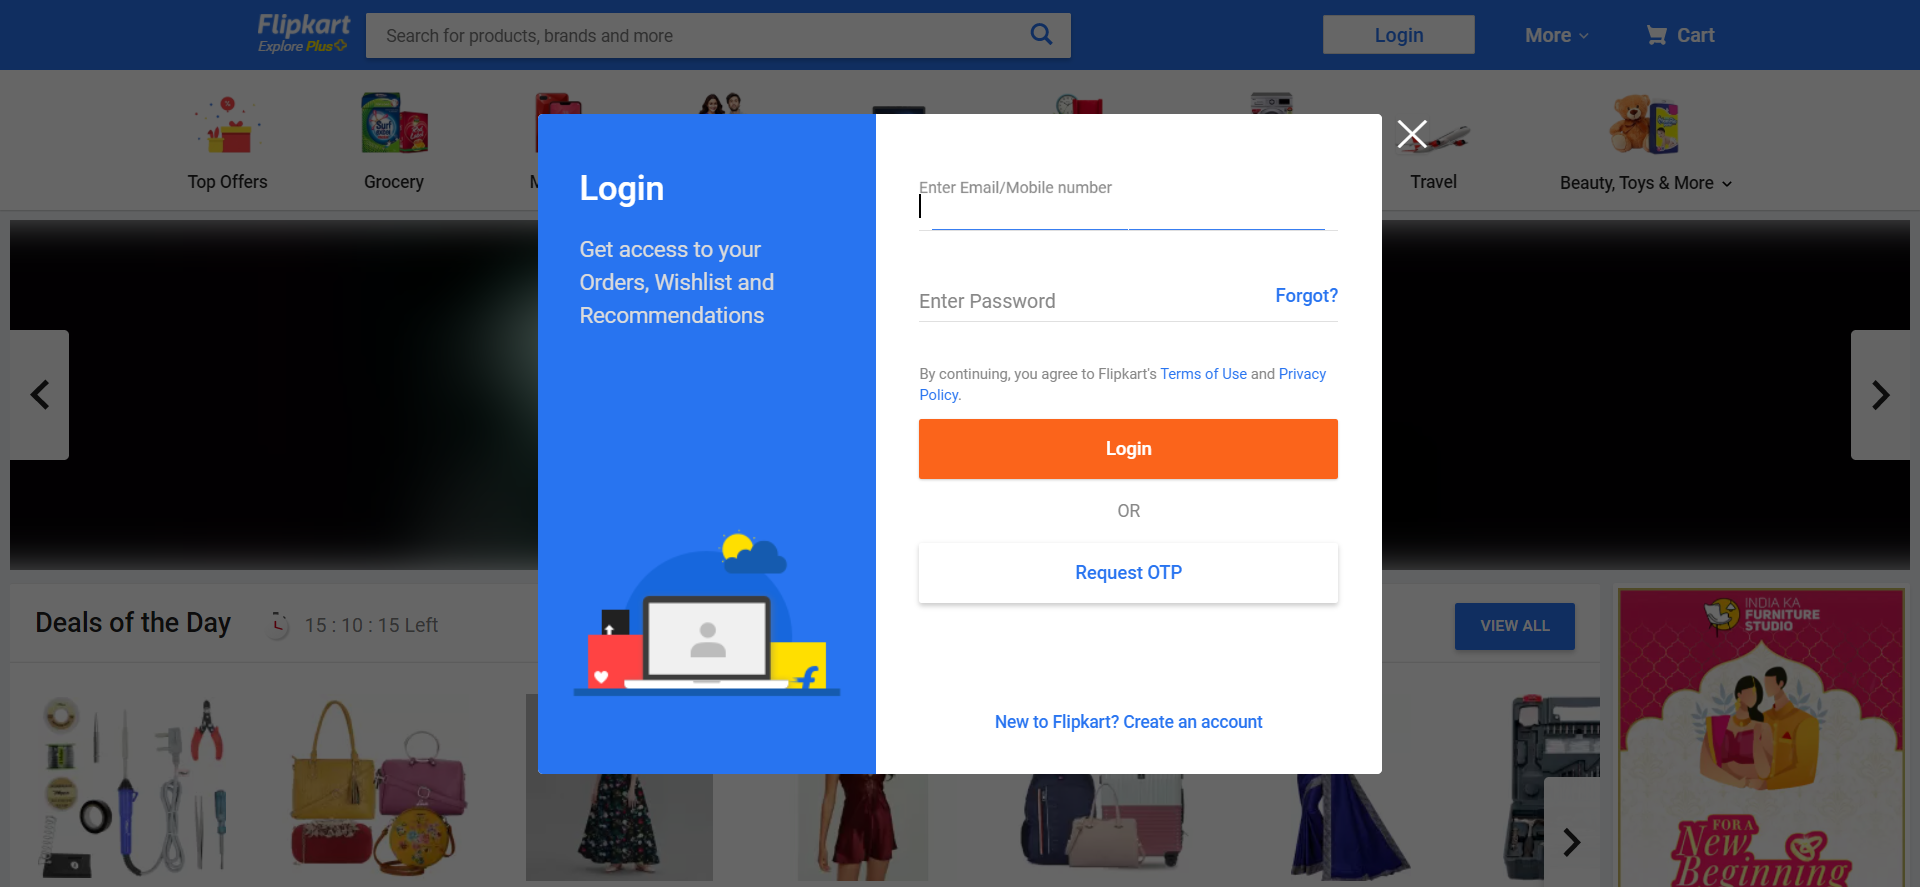 Flipkart
Explore Plus
Search for products, brands and more
Login
More
Cart
Top Offers
Grocery
M
Travel
Beauty, Toys & More
Login
Get access to your
Orders, Wishlist and
Recommendations
Enter Email/Mobile number
Enter Password
Forgot?
By continuing, you agree to Flipkart's Terms of Use and Privacy
Policy.
Login
OR
Request OTP
New to Flipkart? Create an account
Deals of the Day
15 : 10 : 15 Left
VIEW ALL
INDIA KA
FURNITURE
STUDIO
FOR A
New
Beginning
Surf